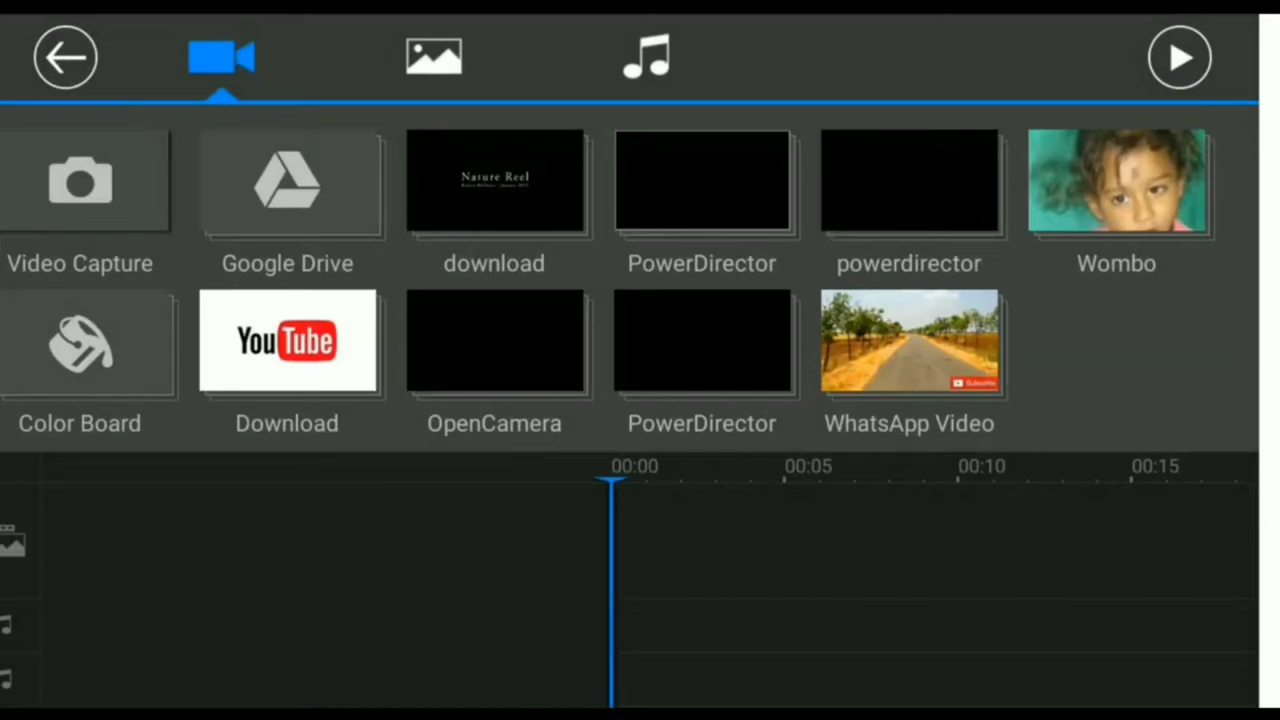 Nature Reel
Video Capture
Google Drive
download
PowerDirector
powerdirector
Wombo
YouTube
Subscribe
Color Board
Download
OpenCamera
PowerDirector
WhatsApp Video
00:00
00:05
00:10
00:15